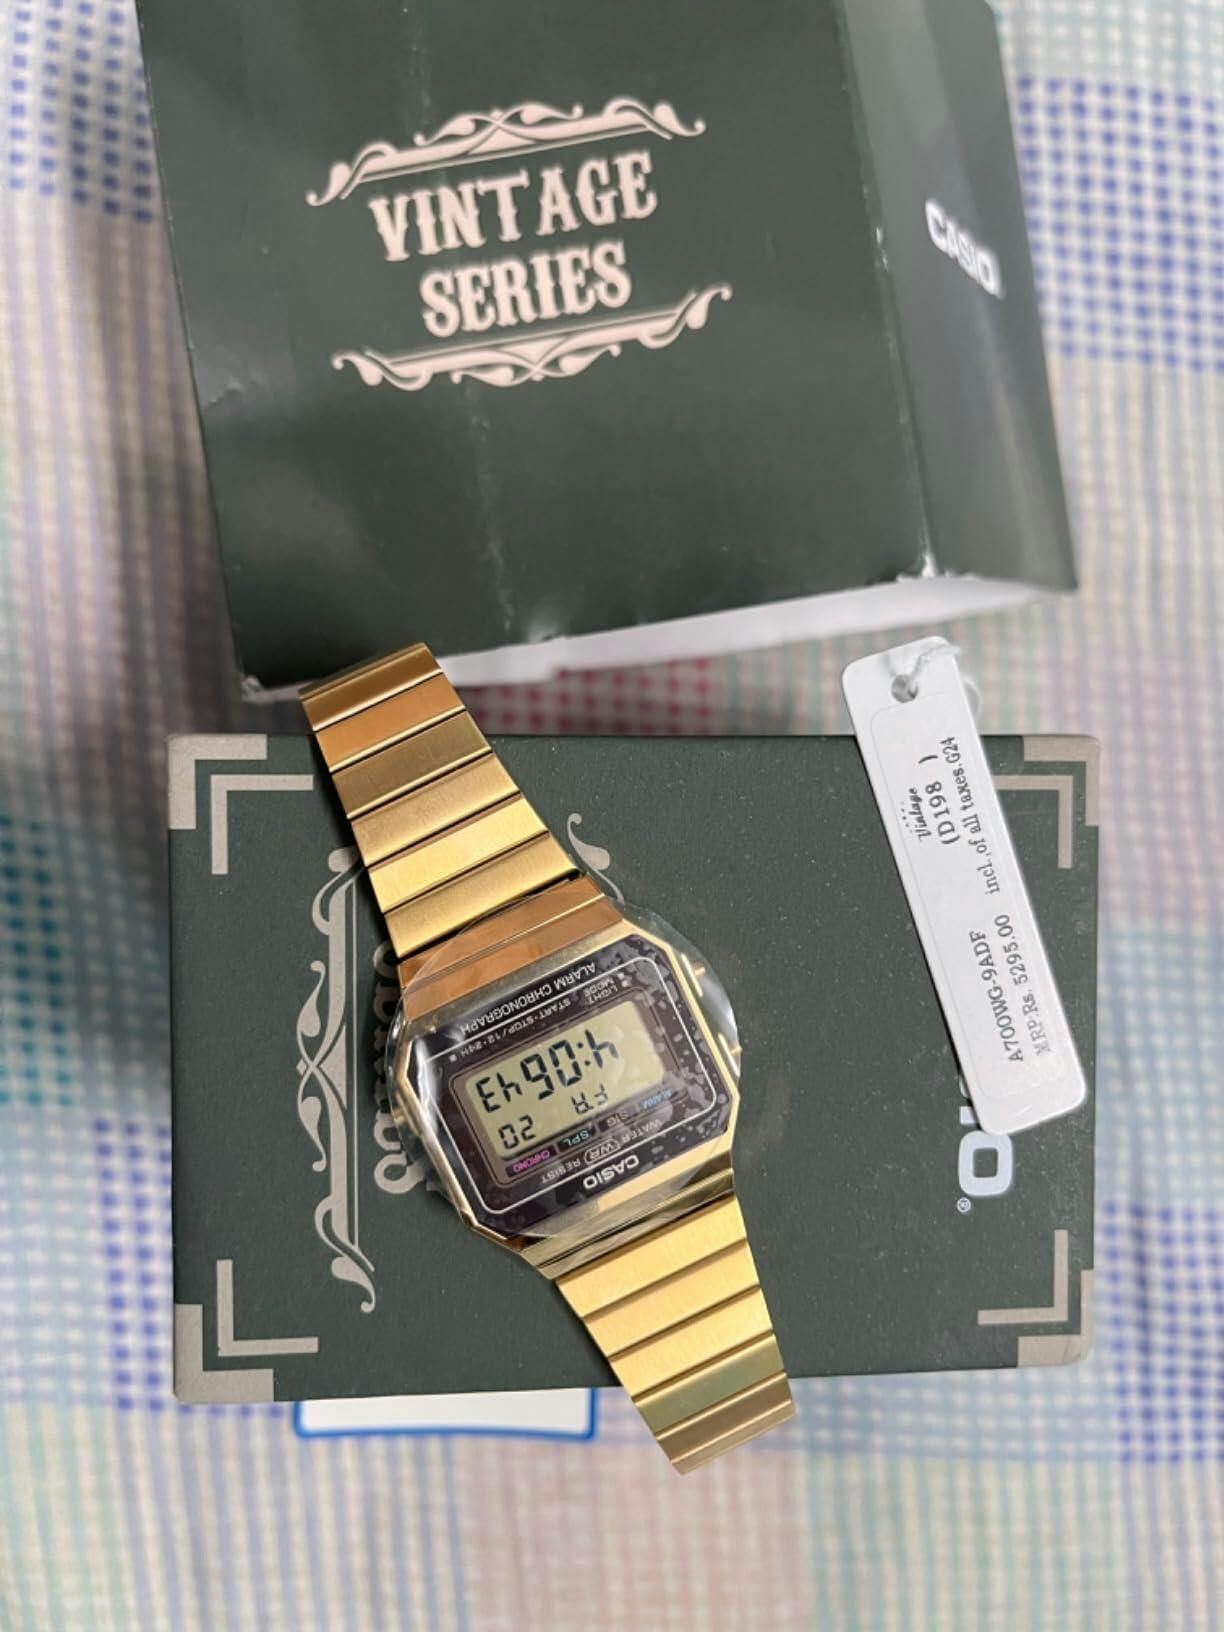 VINTAGE
SERIES
CASIO
Vintage
(D198 )
A700WG-9ADF
MRP.Rs. 5295.00 incl. of all taxes. G24
CASIO
WATER WR RESIST
ALARM SIG SPL CHRONO
FR 20
4:06 43
LIGHT
MODE
START·STOP/12·24H
ALARM CHRONOGRAPH